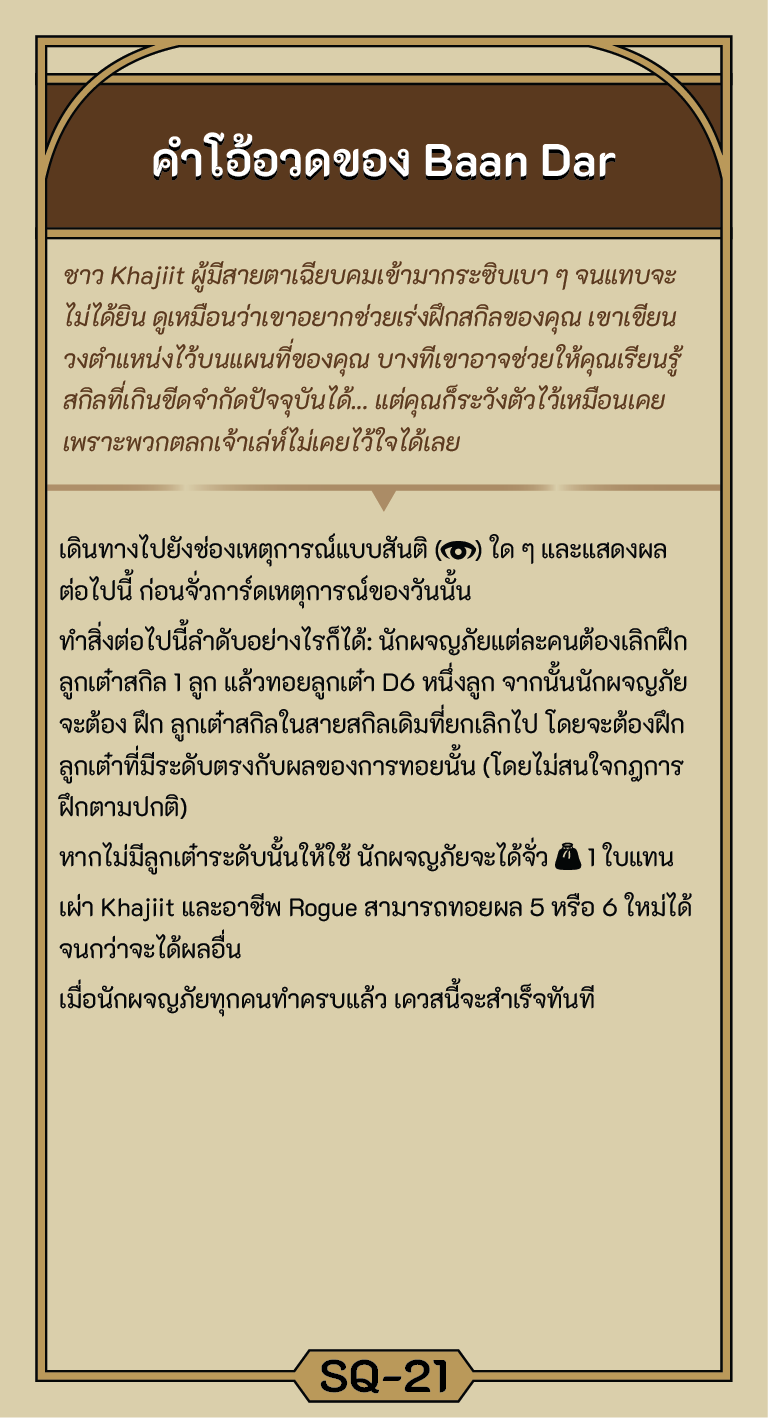 คำโอ้อวดของ Baan Dar
ชาว Khajiit ผู้มีสายตาเฉียบคมเข้ามากระซิบเบา ๆ จนแทบจะ
ไม่ได้ยิน ดูเหมือนว่าเขาอยากช่วยเร่งฝึกสกิลของคุณ เขาเขียน
วงตำแหน่งไว้บนแผนที่ของคุณ บางทีเขาอาจช่วยให้คุณเรียนรู้
สกิลที่เกินขีดจำกัดปัจจุบันได้... แต่คุณก็ระวังตัวไว้เหมือนเคย
เพราะพวกตลกเจ้าเล่ห์ไม่เคยไว้ใจได้เลย
เดินทางไปยังช่องเหตุการณ์แบบสันติ () ใด ๆ และแสดงผล
ต่อไปนี้ ก่อนจั่วการ์ดเหตุการณ์ของวันนั้น
ทำสิ่งต่อไปนี้ลำดับอย่างไรก็ได้: นักผจญภัยแต่ละคนต้องเลิกฝึก
ลูกเต๋าสกิล 1 ลูก แล้วทอยลูกเต๋า D6 หนึ่งลูก จากนั้นนักผจญภัย
จะต้อง ฝึก ลูกเต๋าสกิลในสายสกิลเดิมที่ยกเลิกไป โดยจะต้องฝึก
ลูกเต๋าที่มีระดับตรงกับผลของการทอยนั้น (โดยไม่สนใจกฎการ
ฝึกตามปกติ)
หากไม่มีลูกเต๋าระดับนั้นให้ใช้ นักผจญภัยจะได้จั่ว 1 ใบแทน
เผ่า Khajiit และอาชีพ Rogue สามารถทอยผล 5 หรือ 6 ใหม่ได้
จนกว่าจะได้ผลอื่น
เมื่อนักผจญภัยทุกคนทำครบแล้ว เควสนี้จะสำเร็จทันที
SQ-21